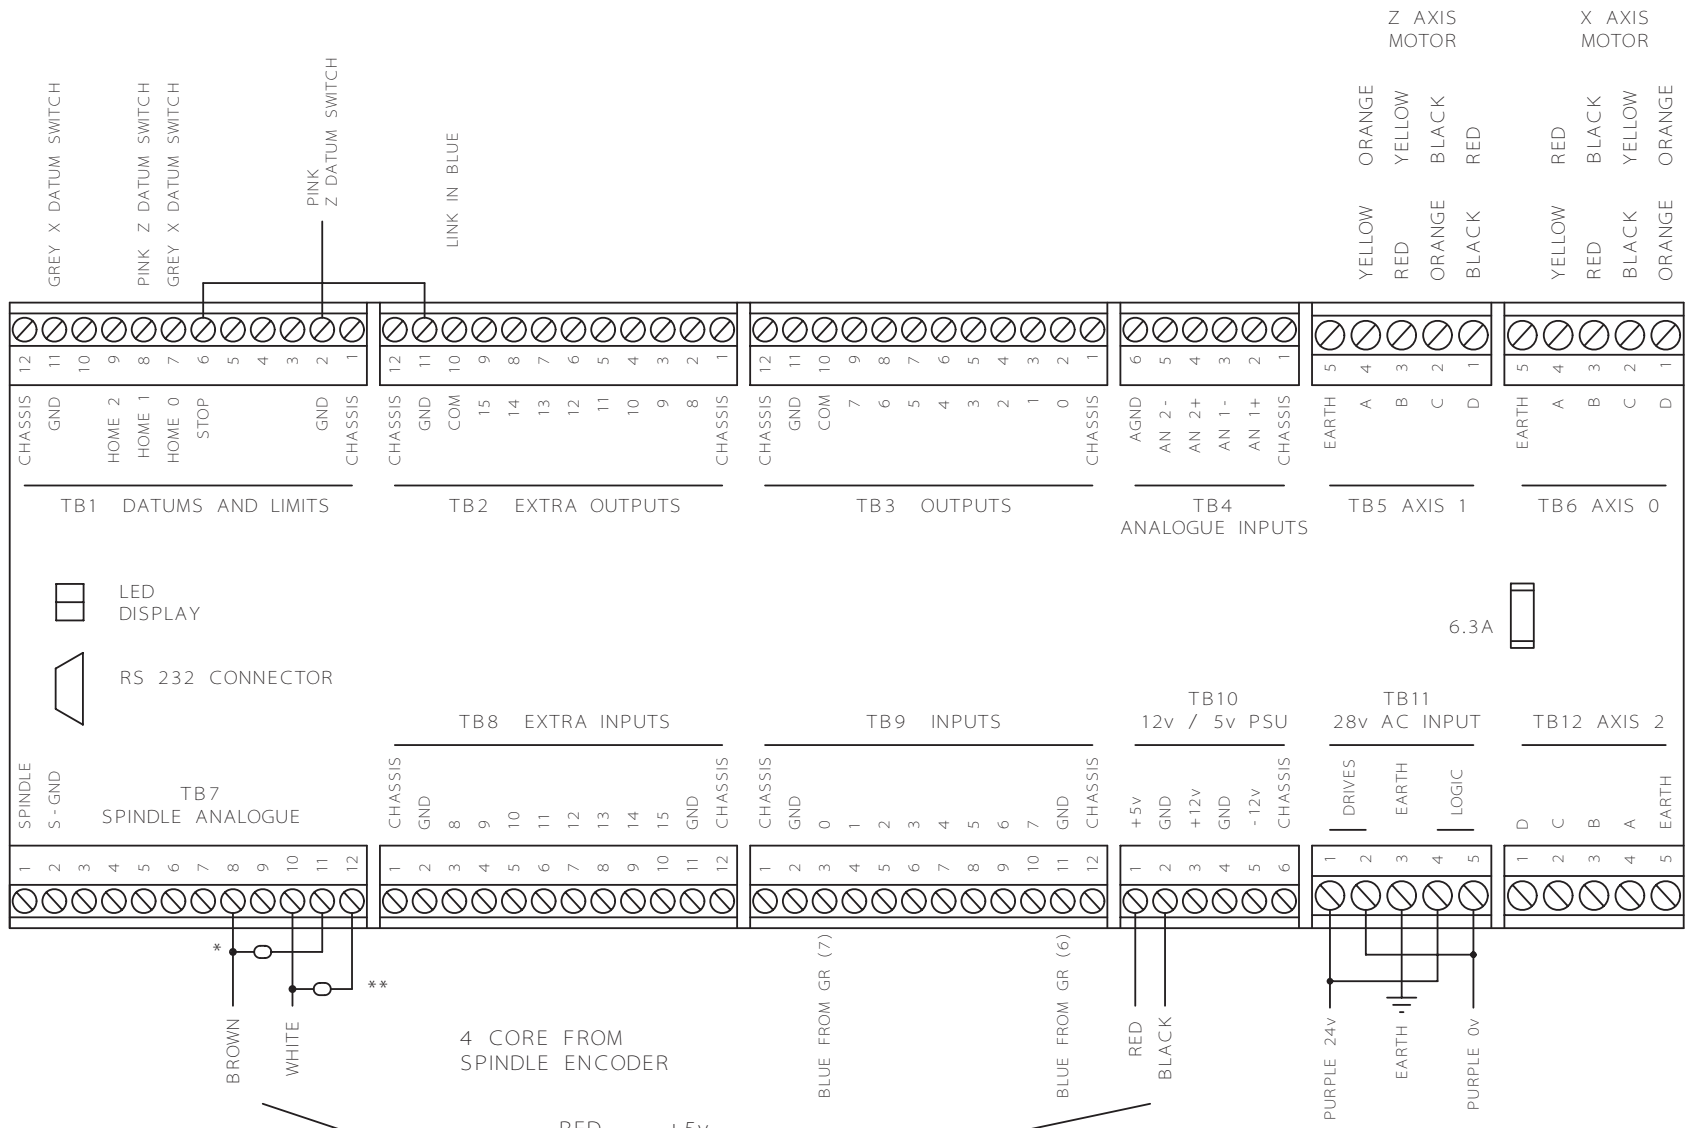 Z AXIS
MOTOR
X AXIS
MOTOR
GREY X DATUM SWITCH
PINK Z DATUM SWITCH
GREY X DATUM SWITCH
PINK
Z DATUM SWITCH
LINK IN BLUE
ORANGE YELLOW BLACK RED
RED BLACK YELLOW ORANGE
YELLOW RED ORANGE BLACK
YELLOW RED BLACK ORANGE
12 11 10 9 8 7 6 5 4 3 2 1
12 11 10 9 8 7 6 5 4 3 2 1
12 11 10 9 8 7 6 5 4 3 2 1
6 5 4 3 2 1
5 4 3 2 1
5 4 3 2 1
CHASSIS GND HOME 2 HOME 1 HOME 0 STOP GND CHASSIS
CHASSIS GND COM 15 14 13 12 11 10 9 8 CHASSIS
CHASSIS GND COM 7 6 5 4 3 2 1 0 CHASSIS
AGND AN 2- AN 2+ AN 1- AN 1+ CHASSIS
EARTH A B C D
EARTH A B C D
TB1 DATUMS AND LIMITS
TB2 EXTRA OUTPUTS
TB3 OUTPUTS
TB4
ANALOGUE INPUTS
TB5 AXIS 1
TB6 AXIS 0
LED
DISPLAY
6.3A
RS 232 CONNECTOR
TB8 EXTRA INPUTS
TB9 INPUTS
TB10
12v / 5v PSU
TB11
28v AC INPUT
TB12 AXIS 2
SPINDLE S-GND
TB7
SPINDLE ANALOGUE
CHASSIS GND 8 9 10 11 12 13 14 15 GND CHASSIS
CHASSIS GND 0 1 2 3 4 5 6 7 GND CHASSIS
+5v GND +12v GND -12v CHASSIS
DRIVES EARTH LOGIC
D C B A EARTH
1 2 3 4 5 6 7 8 9 10 11 12
1 2 3 4 5 6 7 8 9 10 11 12
1 2 3 4 5 6 7 8 9 10 11 12
1 2 3 4 5 6
1 2 3 4 5
1 2 3 4 5
*
**
BROWN
WHITE
4 CORE FROM
SPINDLE ENCODER
BLUE FROM GR (7)
BLUE FROM GR (6)
RED
BLACK
PURPLE 24v
EARTH
PURPLE 0v
RED +5v